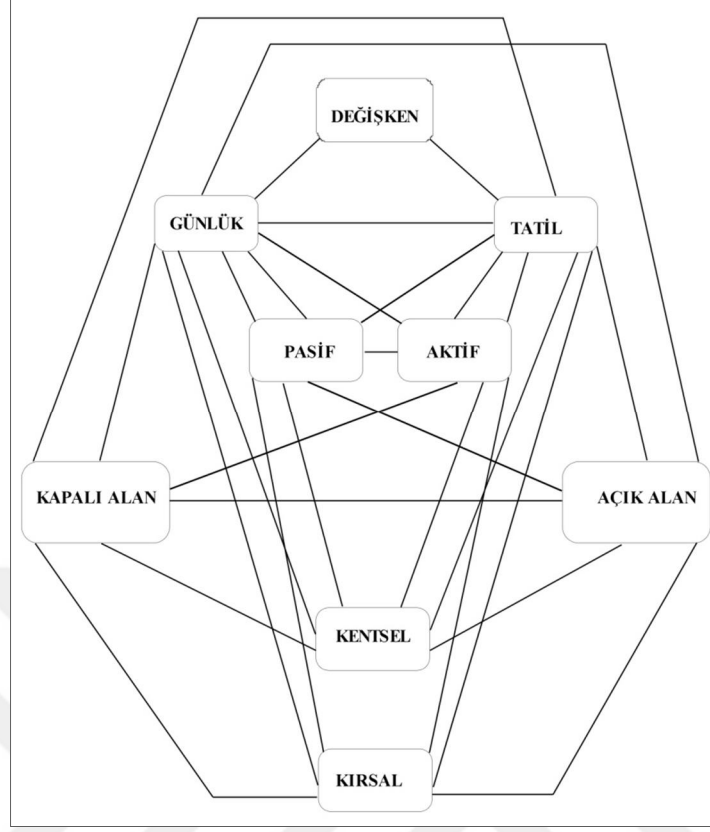 DEĞİŞKEN
GÜNLÜK
TATİL
PASİF
AKTİF
KAPALI ALAN
AÇIK ALAN
KENTSEL
KIRSAL